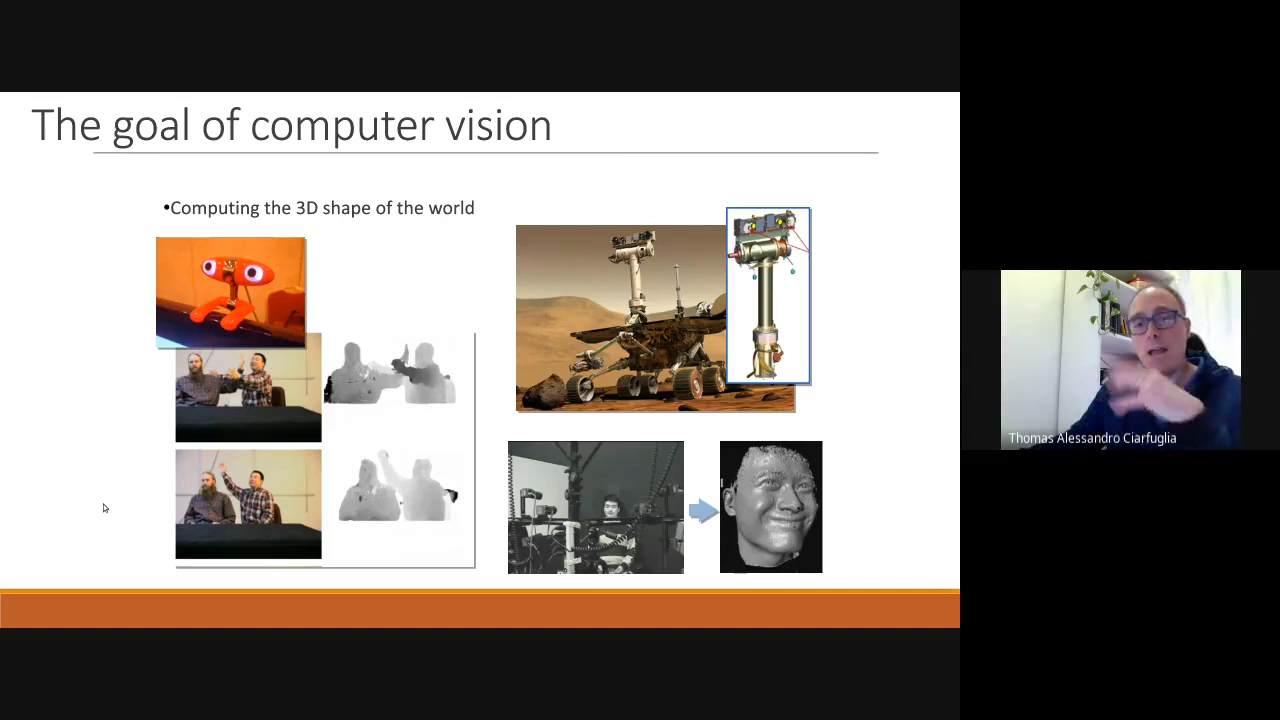 The goal of computer vision
•Computing the 3D shape of the world
Thomas Alessandro Ciarfuglia